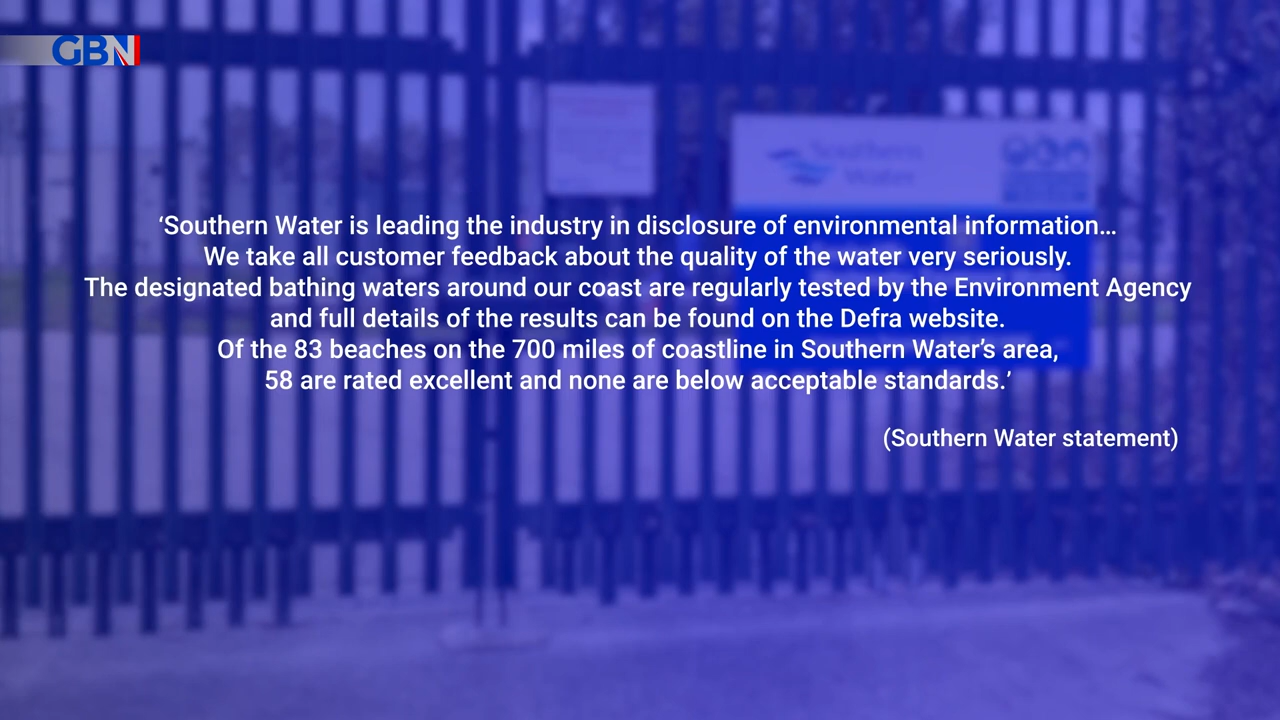 GBN
Southern
Water
‘Southern Water is leading the industry in disclosure of environmental information…
We take all customer feedback about the quality of the water very seriously.
The designated bathing waters around our coast are regularly tested by the Environment Agency
and full details of the results can be found on the Defra website.
Of the 83 beaches on the 700 miles of coastline in Southern Water’s area,
58 are rated excellent and none are below acceptable standards.’
(Southern Water statement)